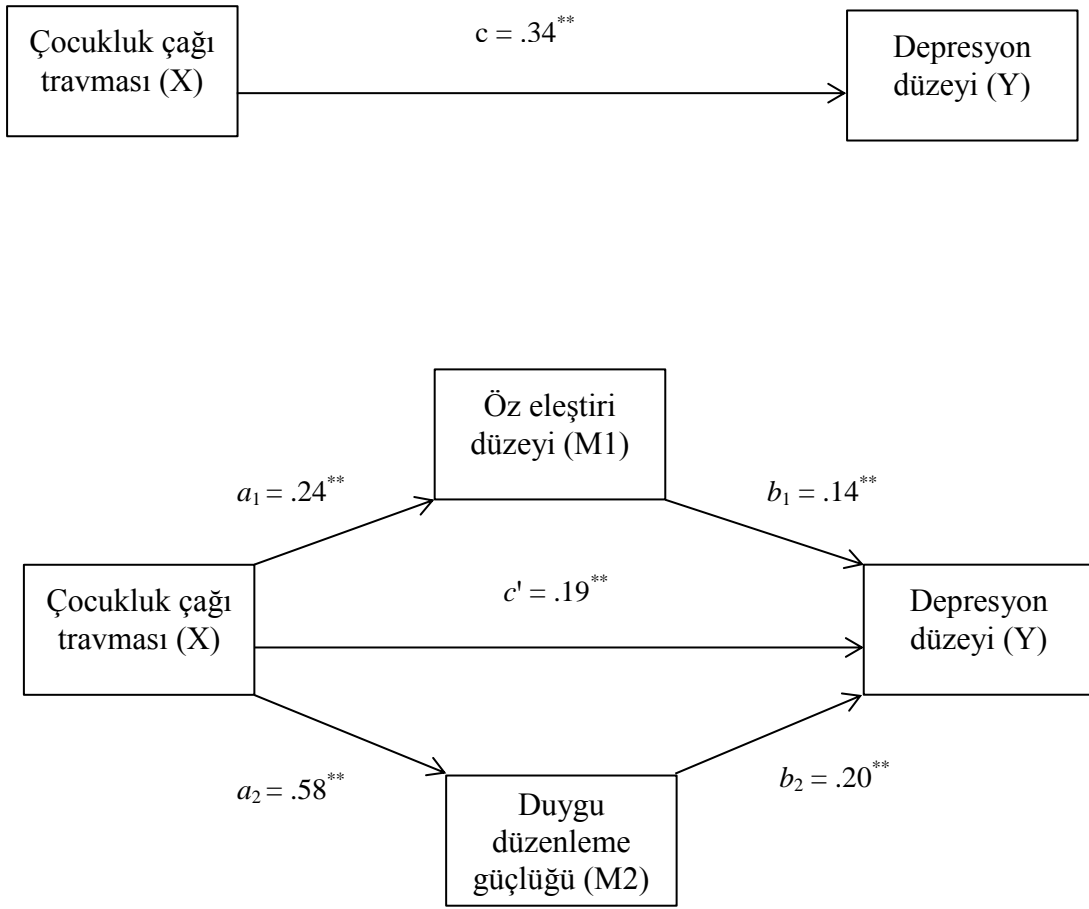 Çocukluk çağı
travması (X)
c = .34**
Depresyon
düzeyi (Y)
Öz eleştiri
düzeyi (M1)
a₁ = .24**
b₁ = .14**
Çocukluk çağı
travması (X)
c' = .19**
Depresyon
düzeyi (Y)
a₂ = .58**
b₂ = .20**
Duygu
düzenleme
güçlüğü (M2)